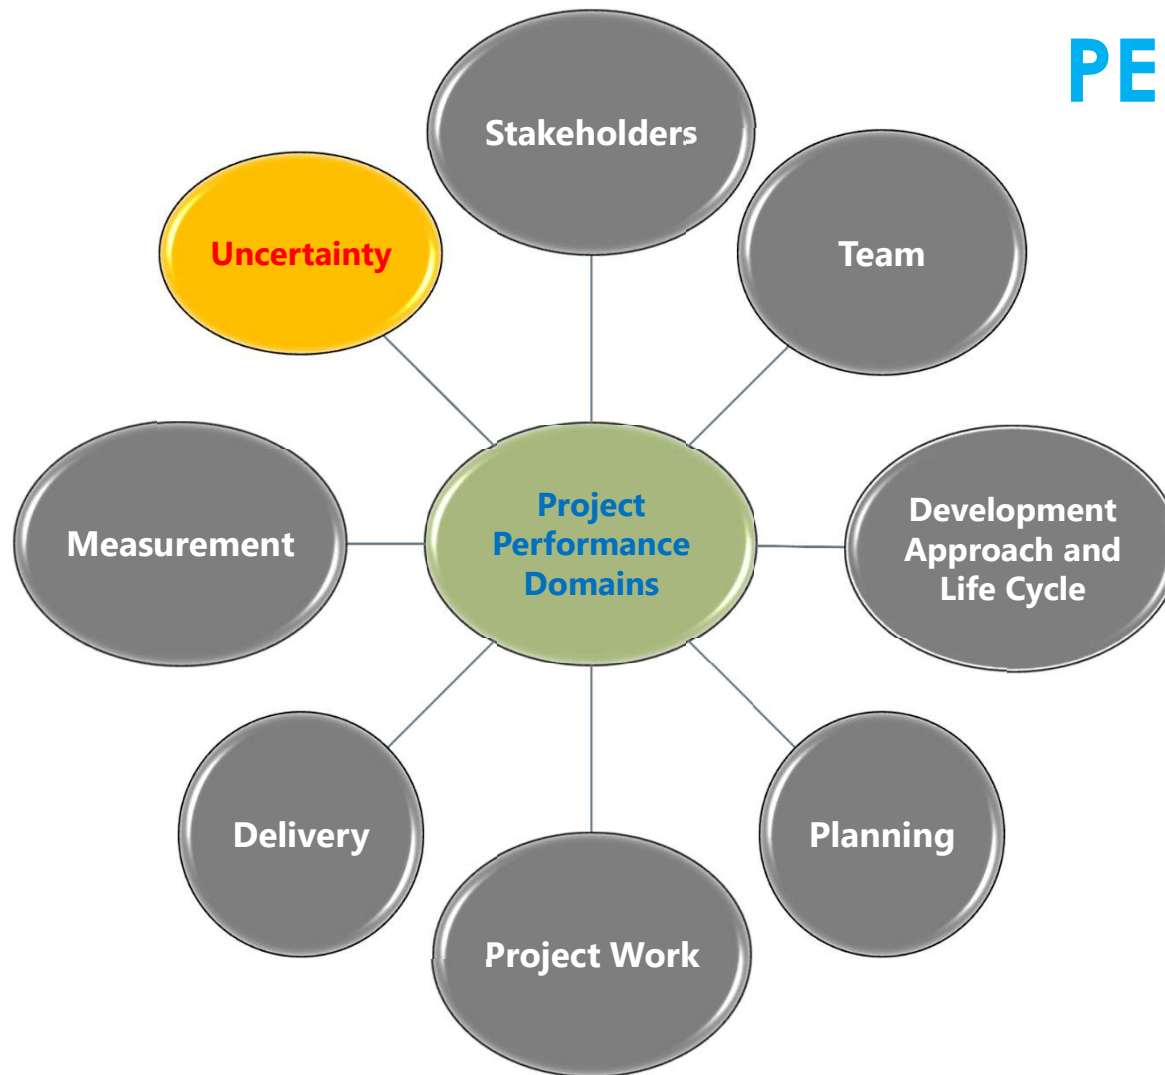 PE
Stakeholders
Uncertainty
Team
Project
Performance
Domains
Measurement
Development
Approach and
Life Cycle
Delivery
Planning
Project Work